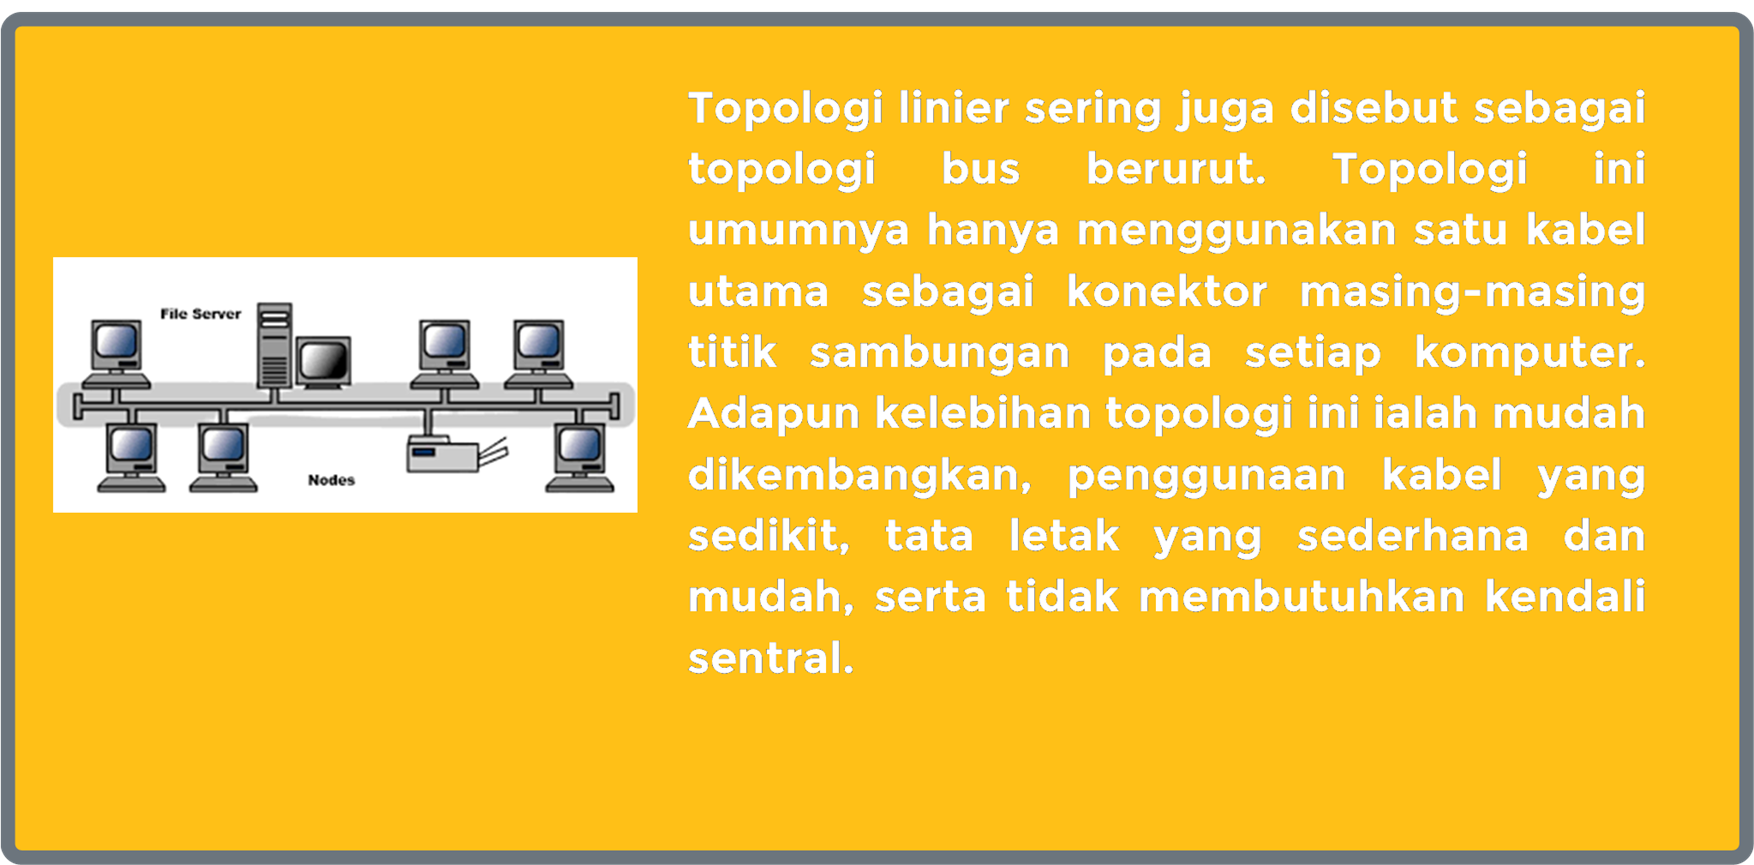 File Server
Nodes
Topologi linier sering juga disebut sebagai
topologi bus berurut. Topologi ini
umumnya hanya menggunakan satu kabel
utama sebagai konektor masing-masing
titik sambungan pada setiap komputer.
Adapun kelebihan topologi ini ialah mudah
dikembangkan, penggunaan kabel yang
sedikit, tata letak yang sederhana dan
mudah, serta tidak membutuhkan kendali
sentral.